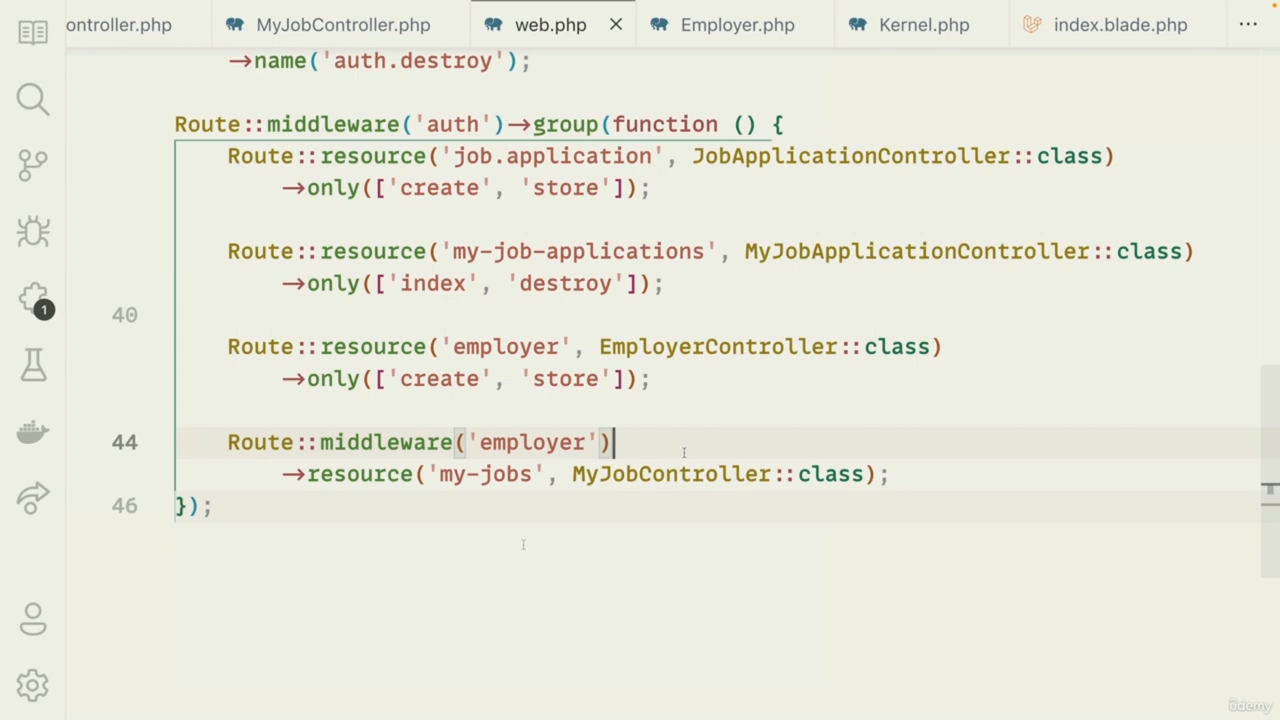 ontroller.php MyJobController.php web.php Employer.php Kernel.php index.blade.php
->name('auth.destroy');
Route::middleware('auth')->group(function () {
Route::resource('job.application', JobApplicationController::class)
->only(['create', 'store']);
Route::resource('my-job-applications', MyJobApplicationController::class)
->only(['index', 'destroy']);
40
Route::resource('employer', EmployerController::class)
->only(['create', 'store']);
44 Route::middleware('employer')
->resource('my-jobs', MyJobController::class);
46 });
1
ûdemy